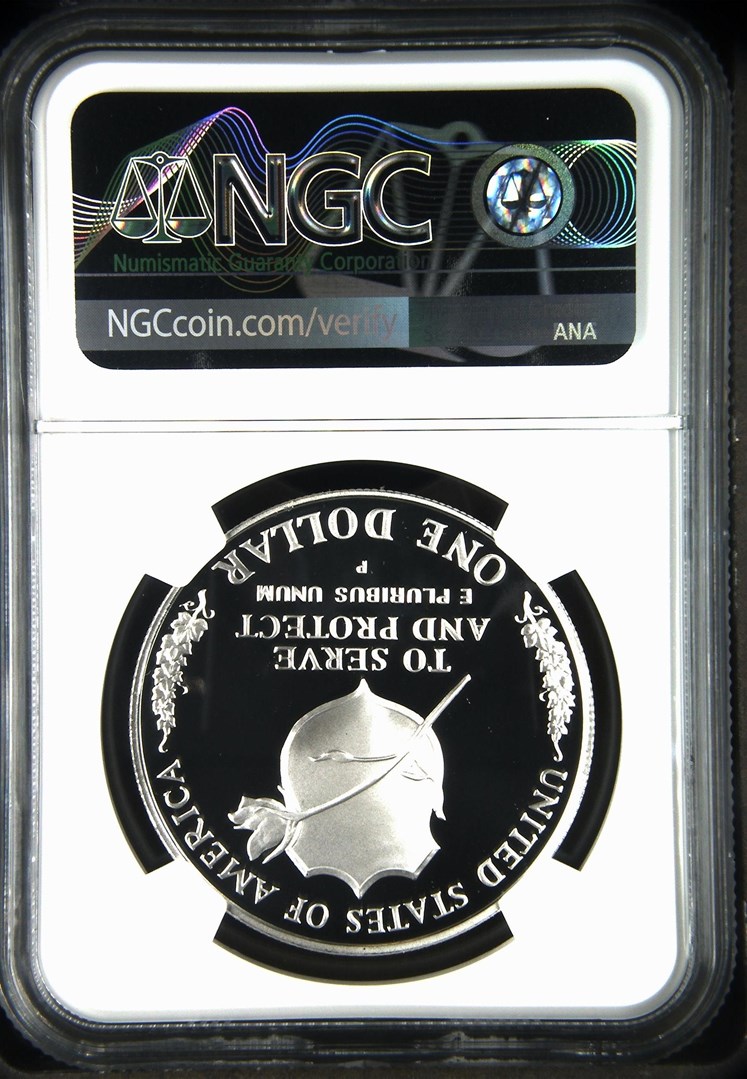 NGC
Numismatic Guaranty Corporation
NGCcoin.com/verify
ANA
UNITED STATES OF AMERICA
TO SERVE
AND PROTECT
E PLURIBUS UNUM
P
ONE DOLLAR